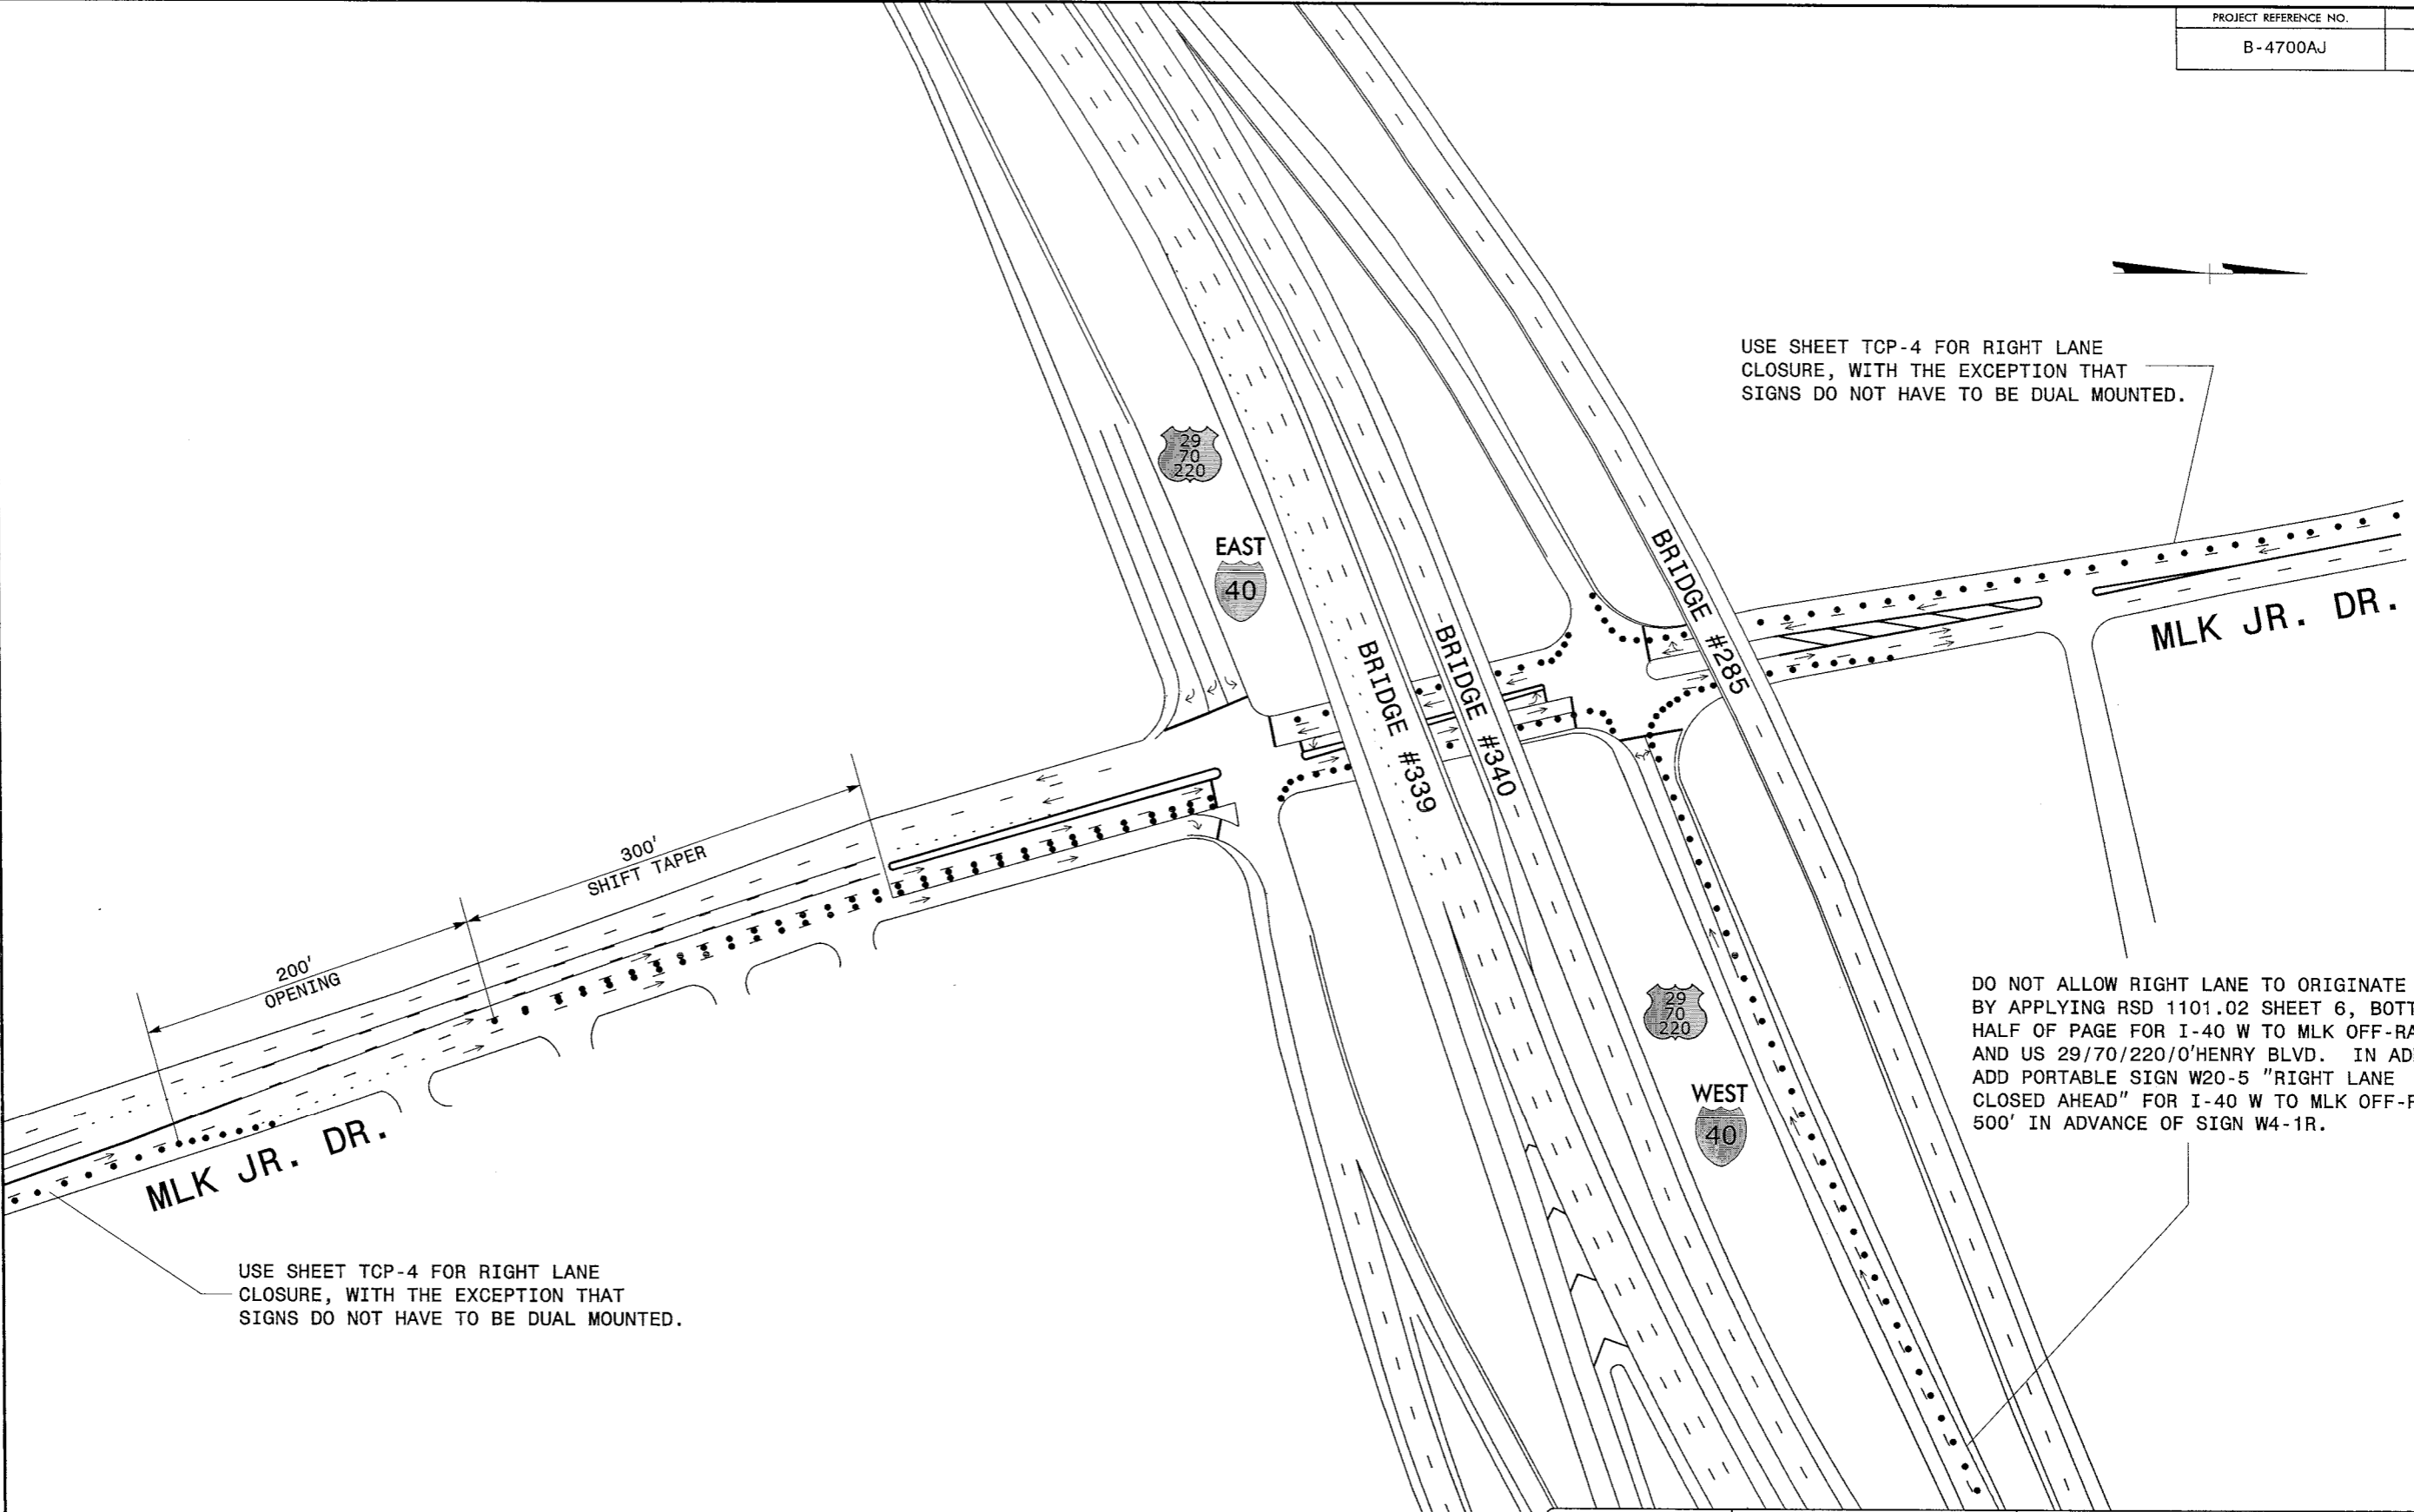 PROJECT REFERENCE NO.
B-4700AJ
USE SHEET TCP-4 FOR RIGHT LANE
CLOSURE, WITH THE EXCEPTION THAT
SIGNS DO NOT HAVE TO BE DUAL MOUNTED.
29
70
220
EAST
40
BRIDGE #285
BRIDGE #340
BRIDGE #339
MLK JR. DR.
300'
SHIFT TAPER
200'
OPENING
MLK JR. DR.
29
70
220
WEST
40
DO NOT ALLOW RIGHT LANE TO ORIGINATE
BY APPLYING RSD 1101.02 SHEET 6,
HALF OF PAGE FOR I-40 W TO MLK
AND US 29/70/220/O'HENRY BLVD. IN
ADD PORTABLE SIGN W20-5 "RIGHT LANE
CLOSED AHEAD" FOR I-40 W TO MLK
500' IN ADVANCE OF SIGN W4-1R.
USE SHEET TCP-4 FOR RIGHT LANE
CLOSURE, WITH THE EXCEPTION THAT
SIGNS DO NOT HAVE TO BE DUAL MOUNTED.